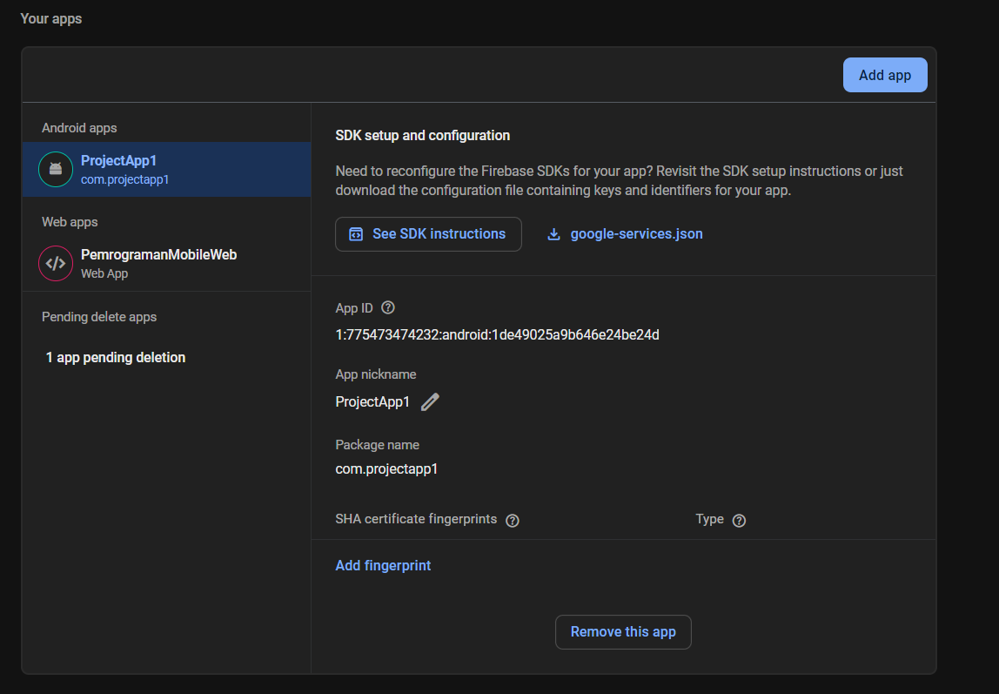 Your apps
Add app
Android apps
ProjectApp1
com.projectapp1
Web apps
PemrogramanMobileWeb
Web App
Pending delete apps
1 app pending deletion
SDK setup and configuration
Need to reconfigure the Firebase SDKs for your app? Revisit the SDK setup instructions or just
download the configuration file containing keys and identifiers for your app.
See SDK instructions
google-services.json
App ID
1:775473474232:android:1de49025a9b646e24be24d
App nickname
ProjectApp1
Package name
com.projectapp1
SHA certificate fingerprints
Type
Add fingerprint
Remove this app